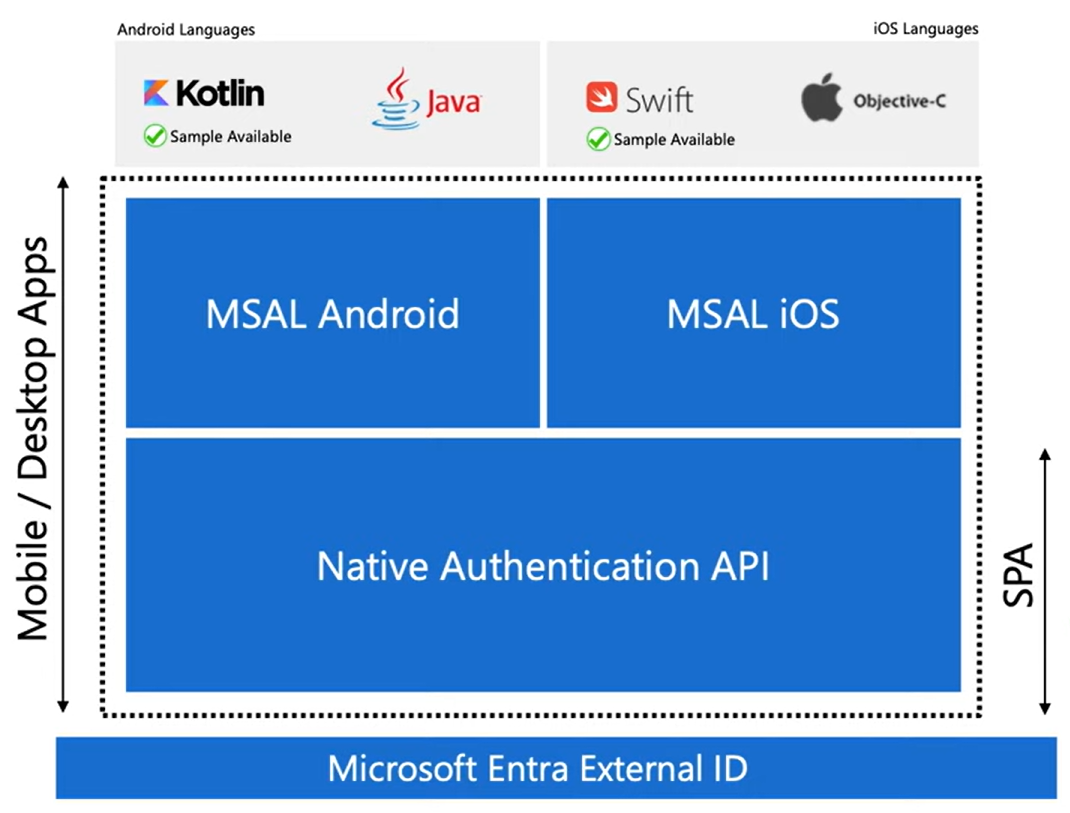 Android Languages
iOS Languages
Kotlin
Java
Swift
Objective-C
Sample Available
Sample Available
Mobile / Desktop Apps
MSAL Android
MSAL iOS
Native Authentication API
SPA
Microsoft Entra External ID